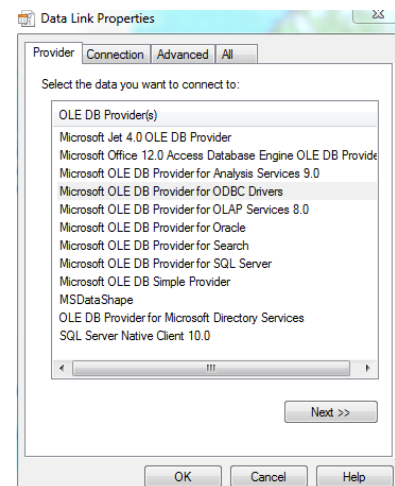 Data Link Properties
Provider Connection Advanced All
Select the data you want to connect to:
OLE DB Provider(s)
Microsoft Jet 4.0 OLE DB Provider
Microsoft Office 12.0 Access Database Engine OLE DB Provide
Microsoft OLE DB Provider for Analysis Services 9.0
Microsoft OLE DB Provider for ODBC Drivers
Microsoft OLE DB Provider for OLAP Services 8.0
Microsoft OLE DB Provider for Oracle
Microsoft OLE DB Provider for Search
Microsoft OLE DB Provider for SQL Server
Microsoft OLE DB Simple Provider
MSDataShape
OLE DB Provider for Microsoft Directory Services
SQL Server Native Client 10.0
Next >>
OK Cancel Help